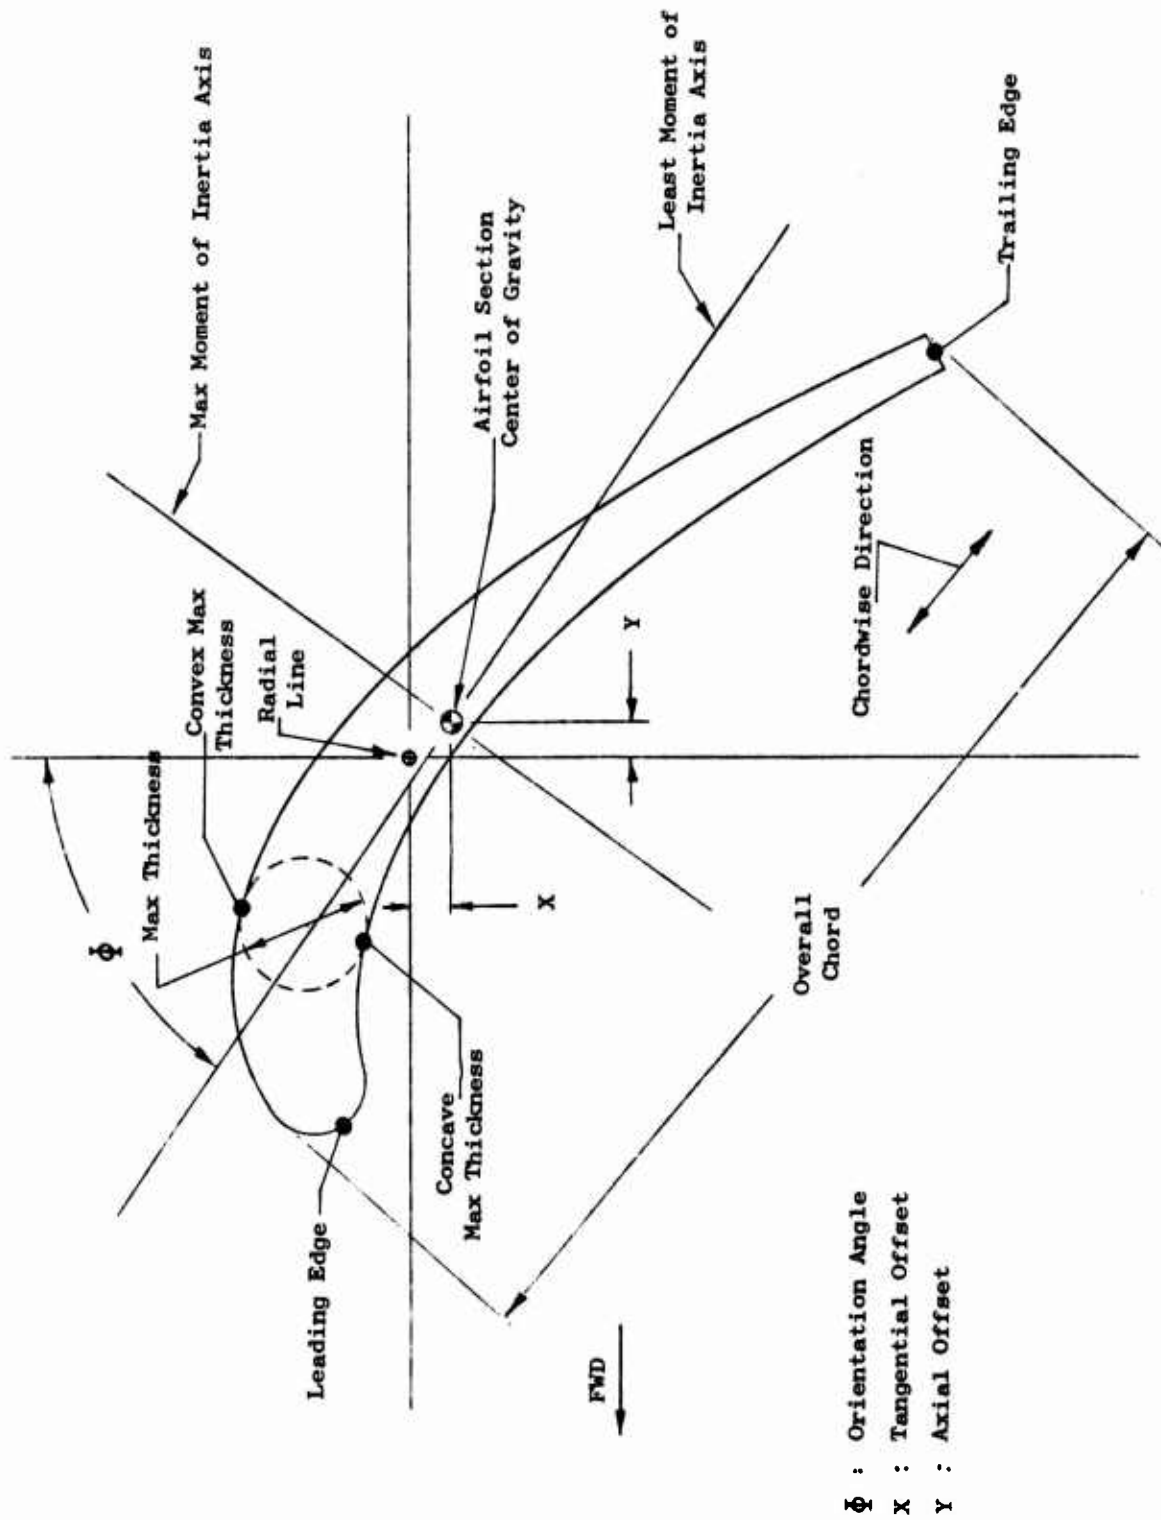 Max Moment of Inertia Axis
Convex Max
Thickness
Radial
Line
Max Thickness
Φ
Airfoil Section
Center of Gravity
Least Moment of
Inertia Axis
Trailing Edge
Y
X
Chordwise Direction
Overall
Chord
Concave
Max Thickness
Leading Edge
FWD
Φ : Orientation Angle
X : Tangential Offset
Y : Axial Offset